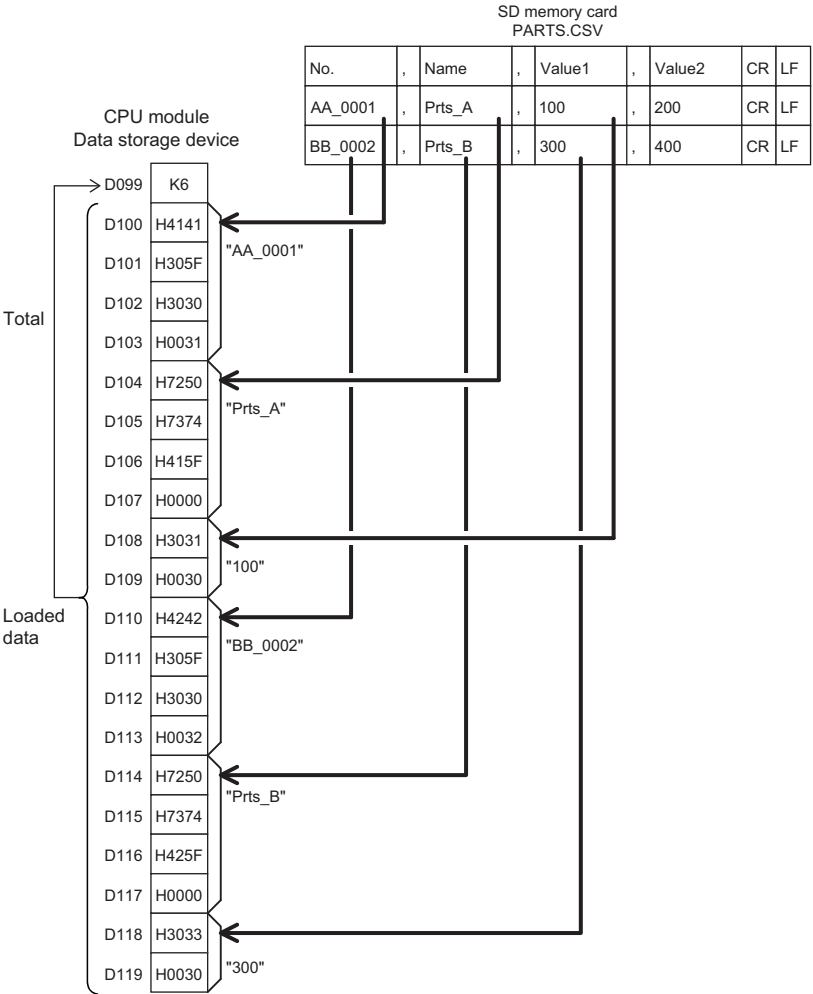 SD memory card
PARTS.CSV
No. , Name , Value1 , Value2 CR LF
AA_0001 , Prts_A , 100 , 200 CR LF
BB_0002 , Prts_B , 300 , 400 CR LF
CPU module
Data storage device
D099 K6
D100 H4141
"AA_0001"
D101 H305F
D102 H3030
Total
D103 H0031
D104 H7250
"Prts_A"
D105 H7374
D106 H415F
D107 H0000
D108 H3031
"100"
D109 H0030
Loaded
data
D110 H4242
"BB_0002"
D111 H305F
D112 H3030
D113 H0032
D114 H7250
"Prts_B"
D115 H7374
D116 H425F
D117 H0000
D118 H3033
"300"
D119 H0030